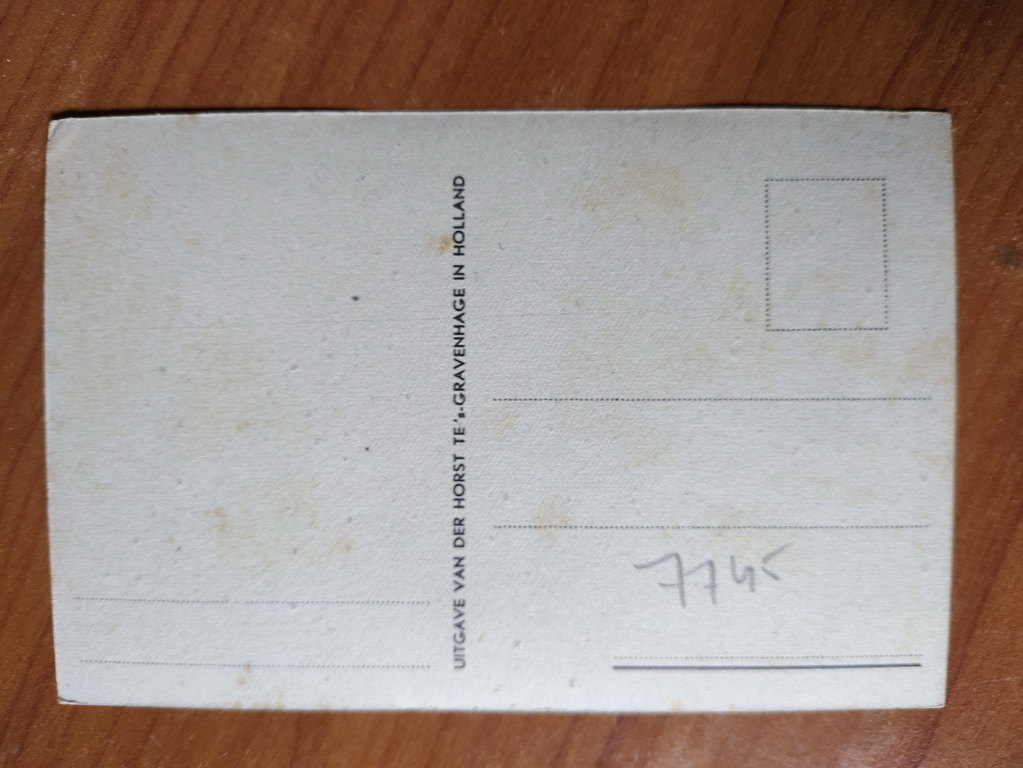 UITGAVE VAN DER HORST TE 's-GRAVENHAGE IN HOLLAND
7745